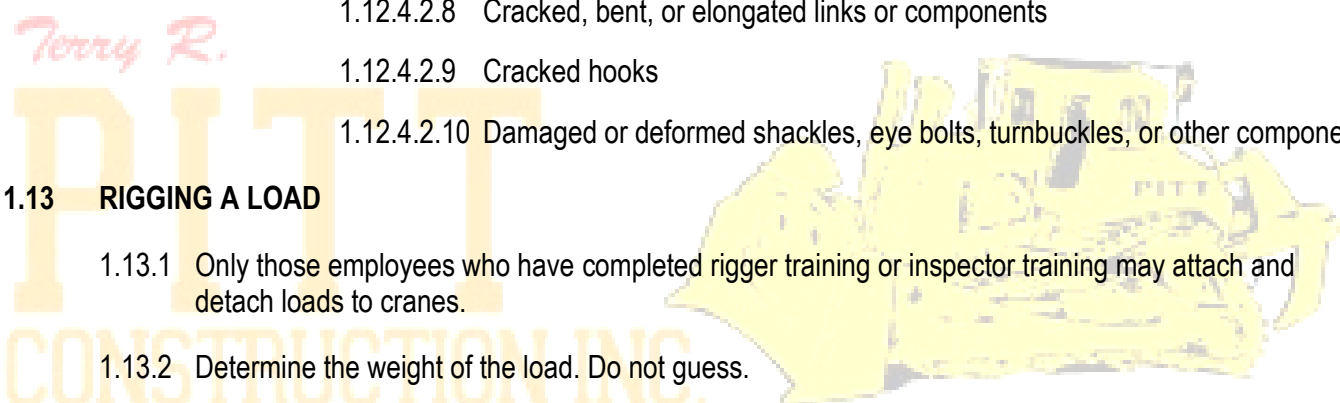 1.12.4.2.8 Cracked, bent, or elongated links or components
Terry R.
1.12.4.2.9 Cracked hooks
PITT
1.12.4.2.10 Damaged or deformed shackles, eye bolts, turnbuckles, or other compone
PITT
1.13 RIGGING A LOAD
1.13.1 Only those employees who have completed rigger training or inspector training may attach and
detach loads to cranes.
CONSTRUCTION INC.
1.13.2 Determine the weight of the load. Do not guess.